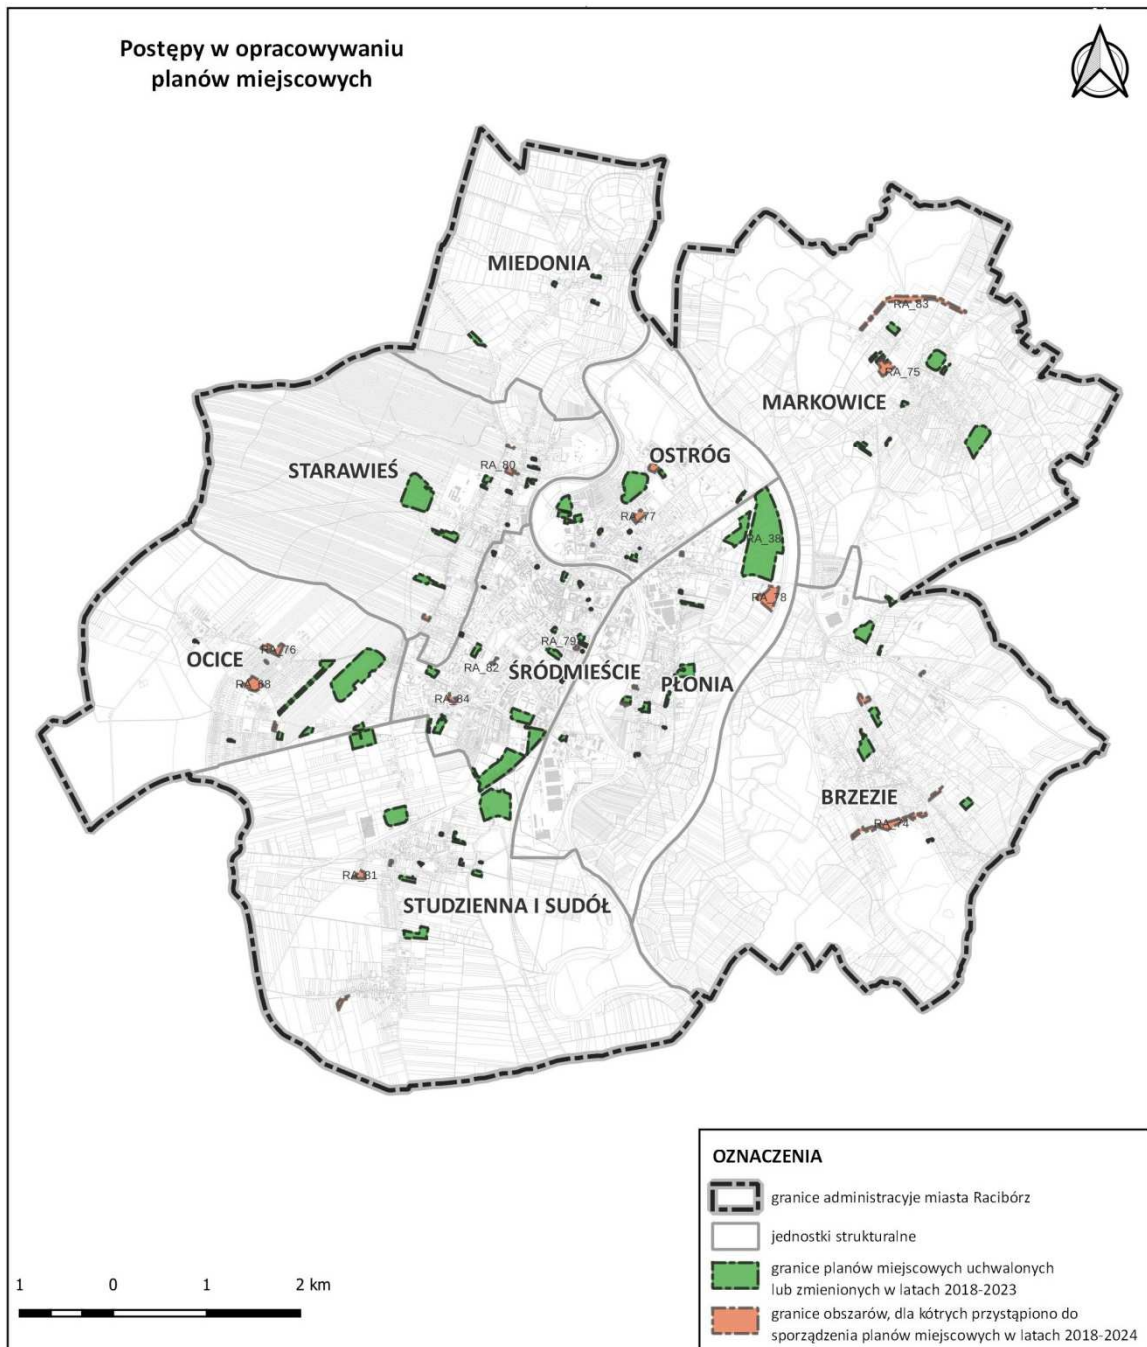 Postępy w opracowywaniu
planów miejscowych
MIEDONIA
RA_83
RA_75
MARKOWICE
OSTRÓG
RA_80
STARAWIEŚ
RA_77
RA_38
RA_78
RA_79
RA_76
OCICE
RA_82
ŚRÓDMIEŚCIE
RA_68
PŁONIA
RA_84
BRZEZIE
RA_74
RA_81
STUDZIENNA I SUDÓŁ
OZNACZENIA
granice administracyje miasta Racibórz
jednostki strukturalne
granice planów miejscowych uchwalonych
lub zmienionych w latach 2018-2023
granice obszarów, dla kótrych przystąpiono do
sporządzenia planów miejscowych w latach 2018-2024
1 0 1 2 km